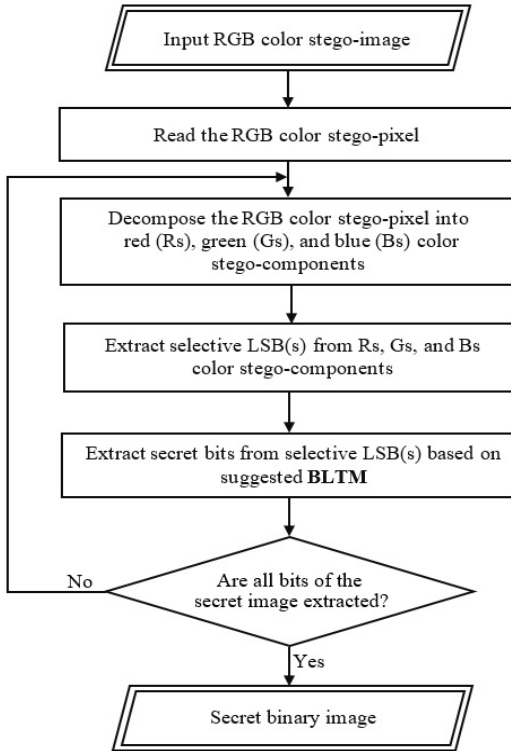 Input RGB color stego-image
Read the RGB color stego-pixel
Decompose the RGB color stego-pixel into
red (Rs), green (Gs), and blue (Bs) color
stego-components
Extract selective LSB(s) from Rs, Gs, and Bs
color stego-components
Extract secret bits from selective LSB(s) based on
suggested BLTM
No
Are all bits of the
secret image extracted?
Yes
Secret binary image